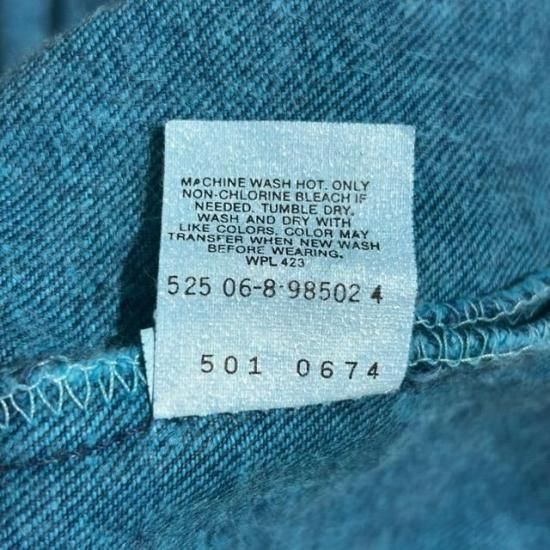 MACHINE WASH HOT. ONLY
NON-CHLORINE BLEACH IF
NEEDED. TUMBLE DRY.
WASH AND DRY WITH
LIKE COLORS. COLOR MAY
TRANSFER WHEN NEW WASH
BEFORE WEARING.
WPL 423
525 06-8-98502 4
501 0674